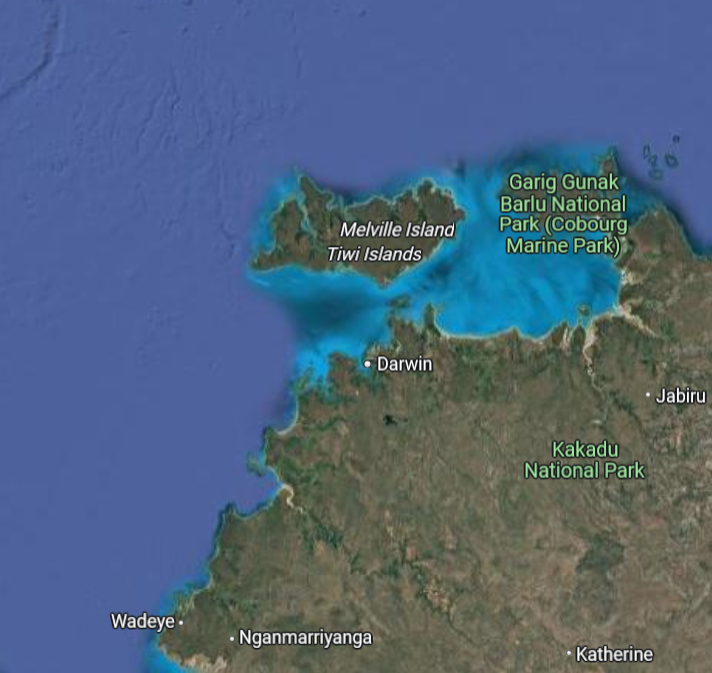 Garig Gunak
Barlu National
Park (Cobourg
Marine Park)
Melville Island
Tiwi Islands
Darwin
Jabiru
Kakadu
National Park
Wadeye
Nganmarriyanga
Katherine